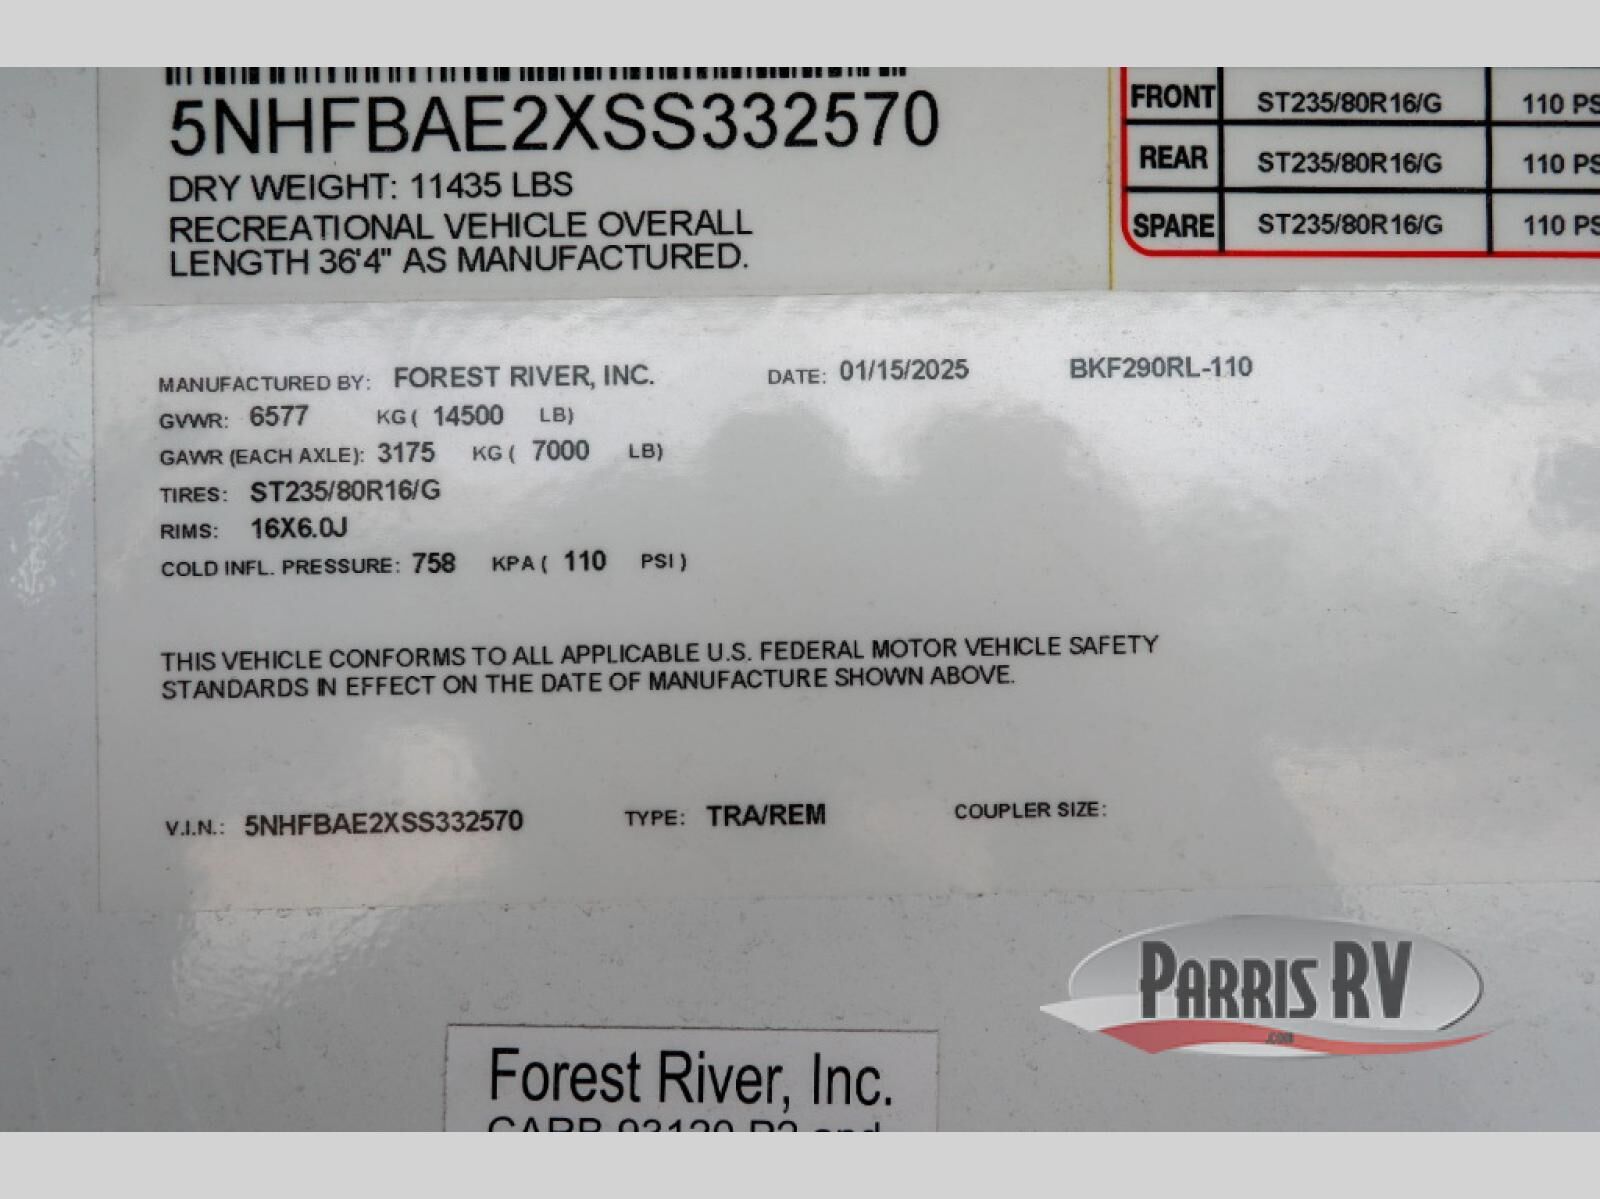 5NHFBAE2XSS332570
DRY WEIGHT: 11435 LBS
RECREATIONAL VEHICLE OVERALL
LENGTH 36'4" AS MANUFACTURED.
FRONT ST235/80R16/G 110 PS
REAR ST235/80R16/G 110 PS
SPARE ST235/80R16/G 110 PS
MANUFACTURED BY: FOREST RIVER, INC. DATE: 01/15/2025 BKF290RL-110
GVWR: 6577 KG ( 14500 LB)
GAWR (EACH AXLE): 3175 KG ( 7000 LB)
TIRES: ST235/80R16/G
RIMS: 16X6.0J
COLD INFL. PRESSURE: 758 KPA ( 110 PSI )
THIS VEHICLE CONFORMS TO ALL APPLICABLE U.S. FEDERAL MOTOR VEHICLE SAFETY
STANDARDS IN EFFECT ON THE DATE OF MANUFACTURE SHOWN ABOVE.
V.I.N.: 5NHFBAE2XSS332570 TYPE: TRA/REM COUPLER SIZE:
PARRIS RV
.COM
Forest River, Inc.
CARB 93120 P2 and